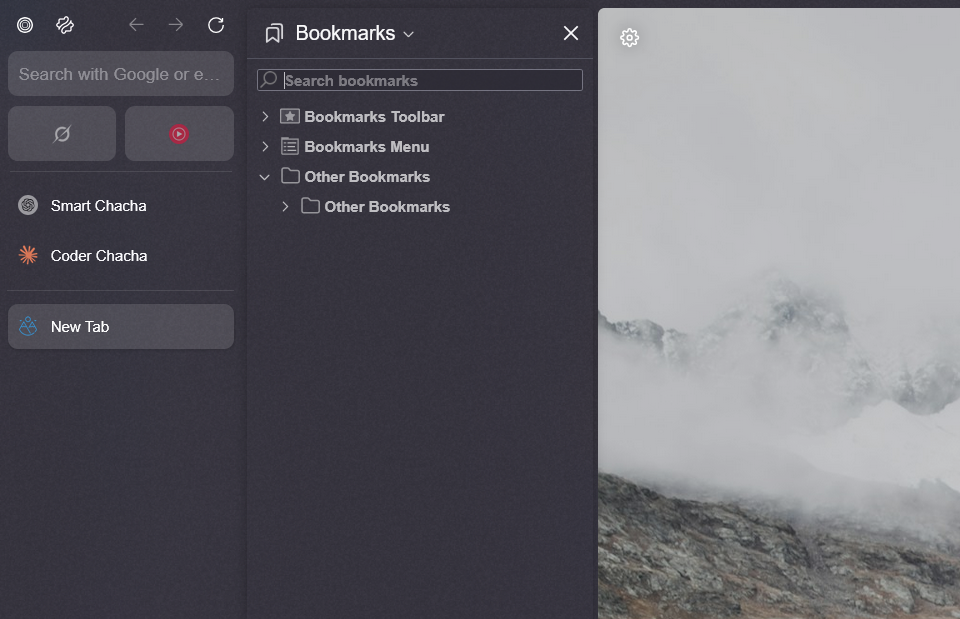 Bookmarks
Search with Google or e...
Search bookmarks
Bookmarks Toolbar
Bookmarks Menu
Other Bookmarks
Other Bookmarks
Smart Chacha
Coder Chacha
New Tab